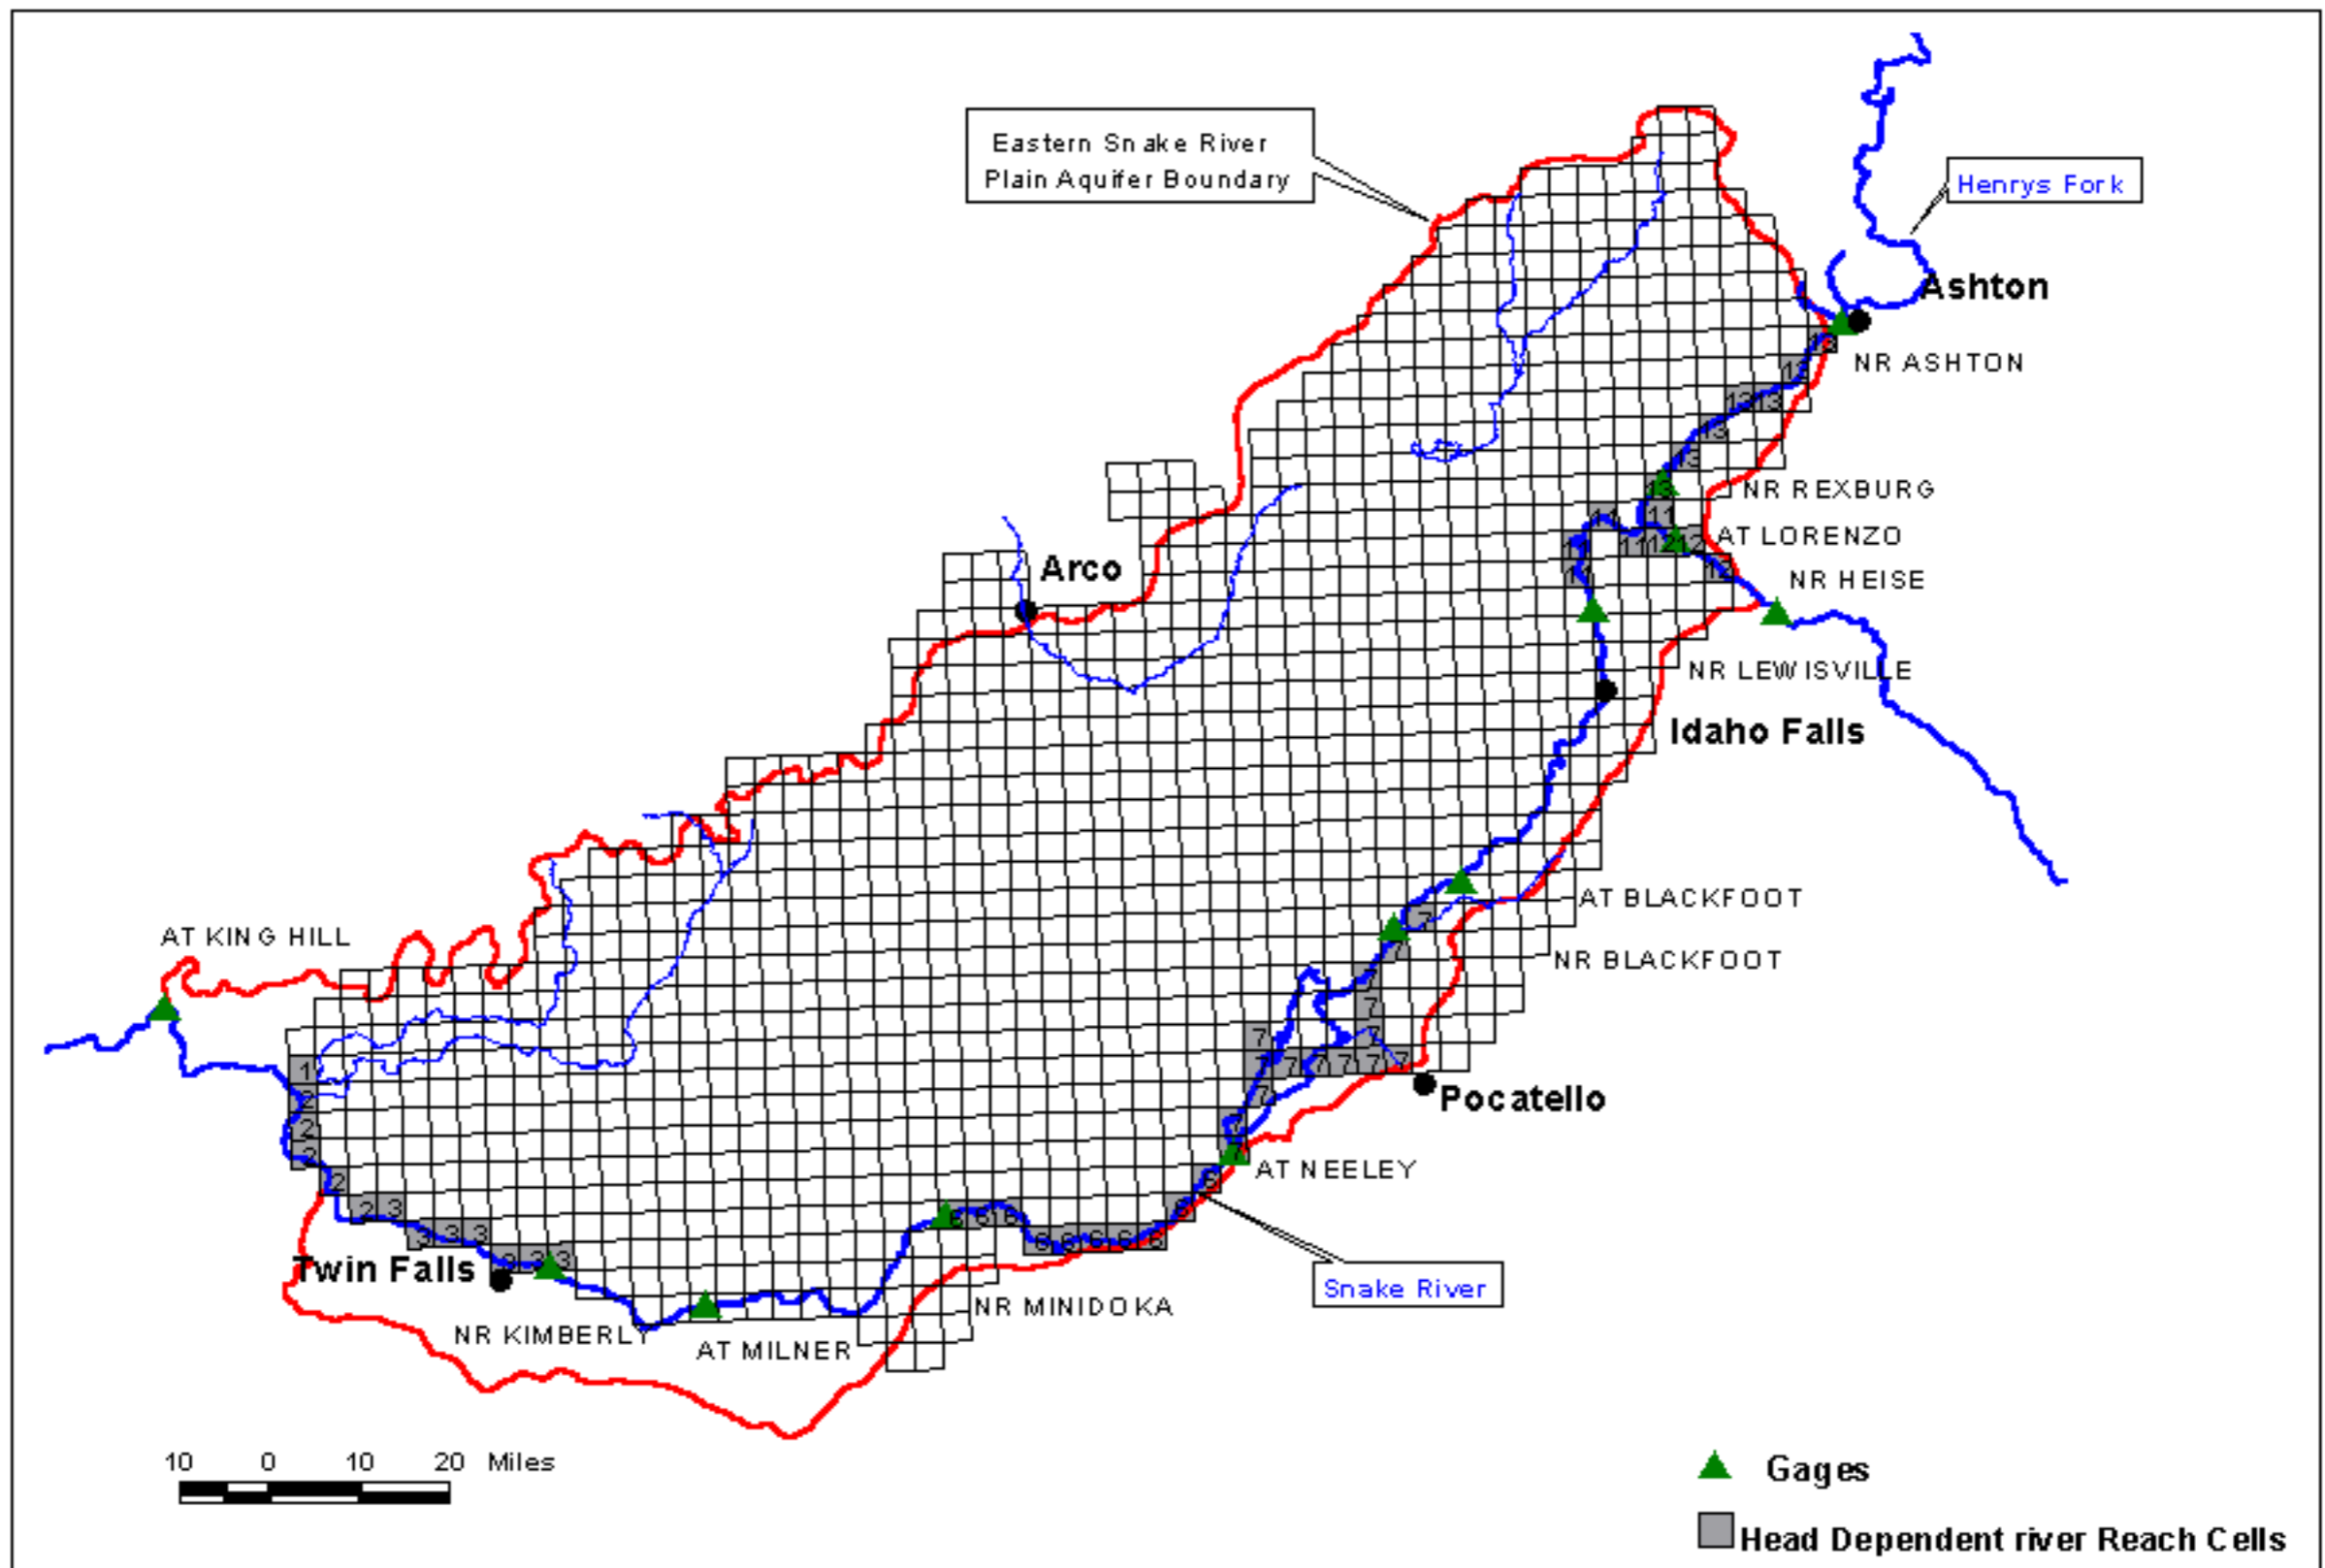 Eastern Snake River
Plain Aquifer Boundary
Henrys Fork
Ashton
NR ASHTON
NR REXBURG
AT LORENZO
NR HEISE
Arco
NR LEWISVILLE
Idaho Falls
AT BLACKFOOT
NR BLACKFOOT
AT KING HILL
Pocatello
AT NEELEY
Twin Falls
Snake River
NR MINIDOKA
NR KIMBERLY
AT MILNER
10 0 10 20 Miles
Gages
Head Dependent river Reach Cells